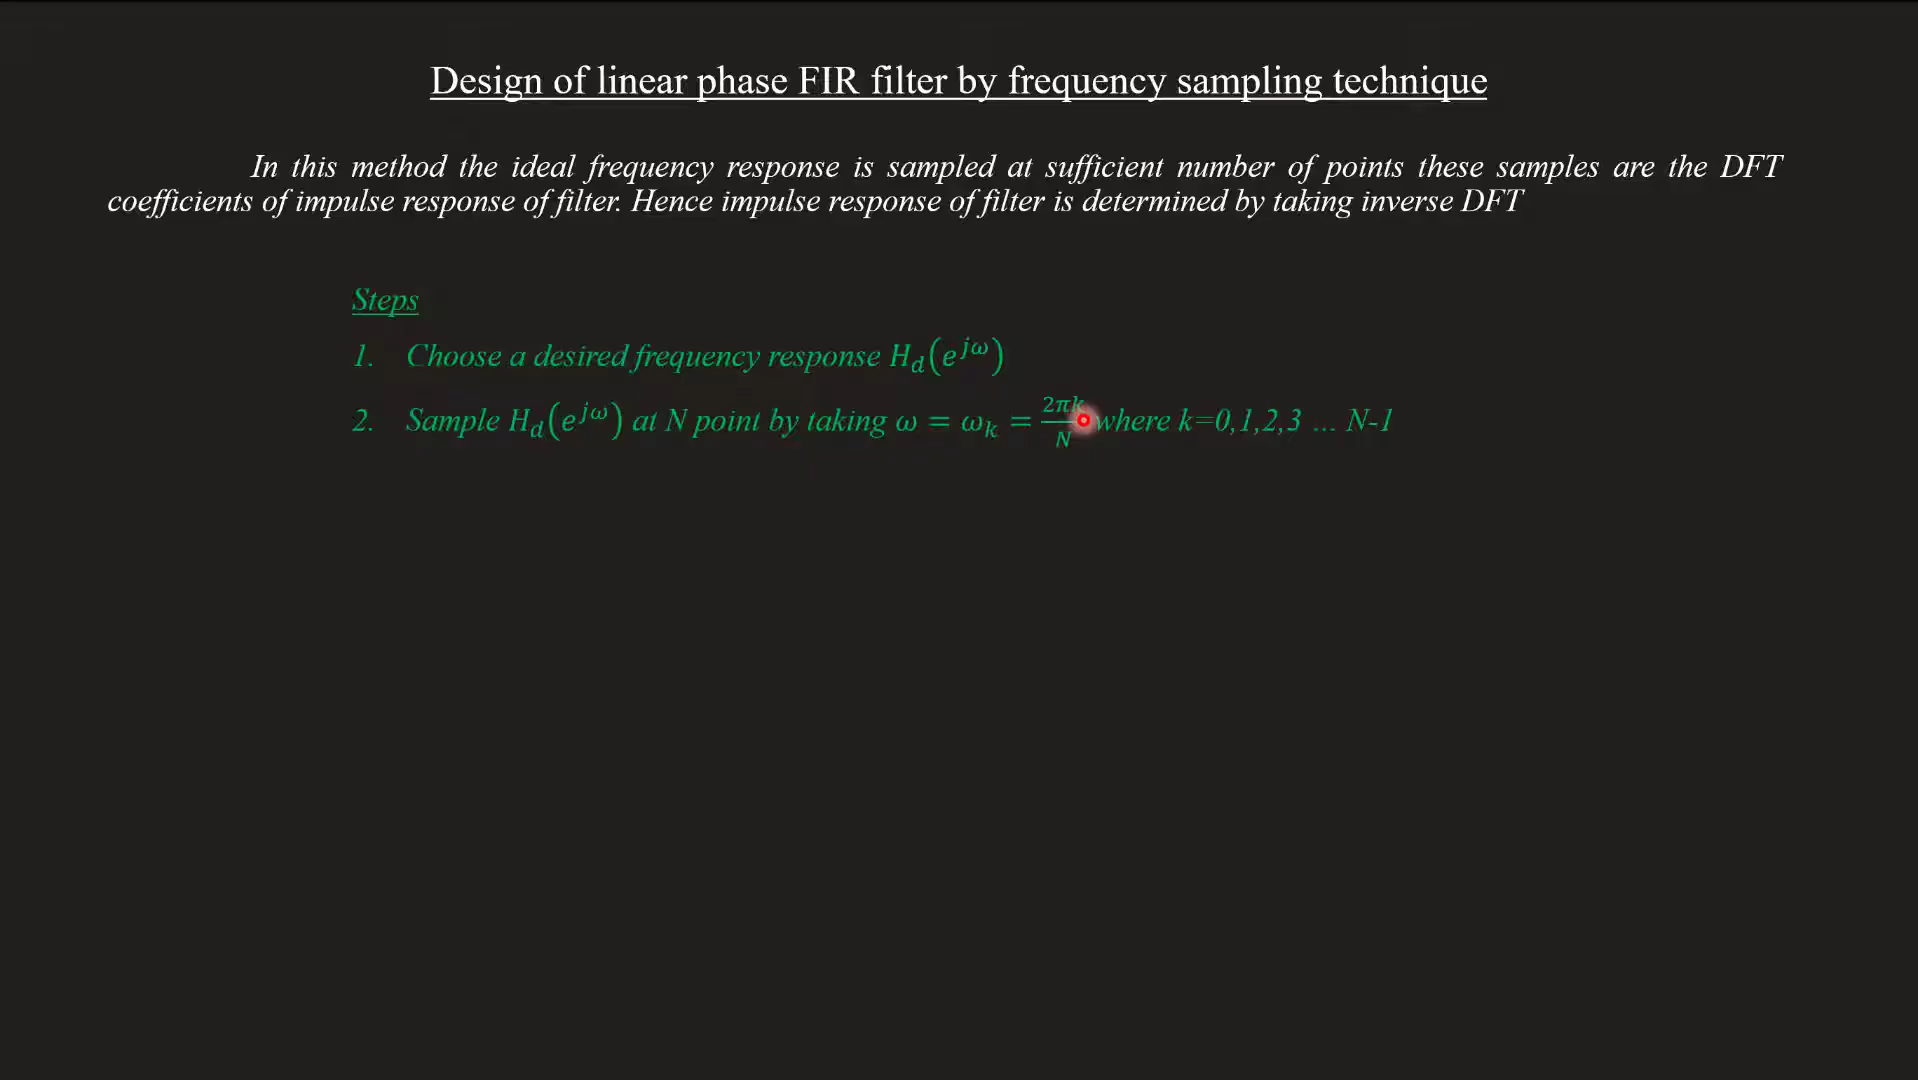 Design of linear phase FIR filter by frequency sampling technique
In this method the ideal frequency response is sampled at sufficient number of points these samples are the DFT
coefficients of impulse response of filter. Hence impulse response of filter is determined by taking inverse DFT
Steps
1. Choose a desired frequency response H_d(e^{jω})
2. Sample H_d(e^{jω}) at N point by taking ω = ω_k = \frac{2πk}{N} where k=0,1,2,3 ... N-1